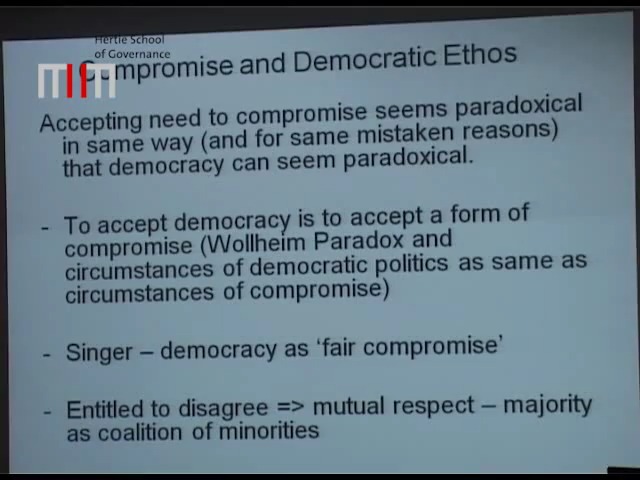 Hertie School
of Governance
Compromise and Democratic Ethos
Accepting need to compromise seems paradoxical
in same way (and for same mistaken reasons)
that democracy can seem paradoxical.
- To accept democracy is to accept a form of
compromise (Wollheim Paradox and
circumstances of democratic politics as same as
circumstances of compromise)
- Singer – democracy as 'fair compromise'
- Entitled to disagree => mutual respect – majority
as coalition of minorities